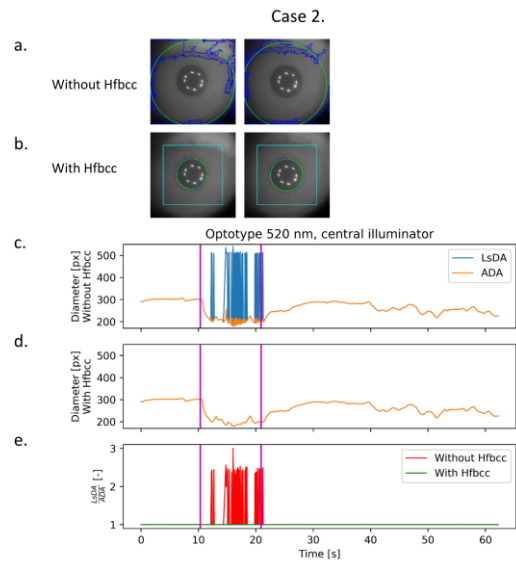 Case 2.
a.
Without Hfbcc
b.
With Hfbcc
Optotype 520 nm, central illuminator
c.
Diameter [px]
Without Hfbcc
500
400
300
200
LsDA
ADA
d.
Diameter [px]
With Hfbcc
500
400
300
200
e.
LsDA
ADA [-]
3
2
1
Without Hfbcc
With Hfbcc
0 10 20 30 40 50 60
Time [s]